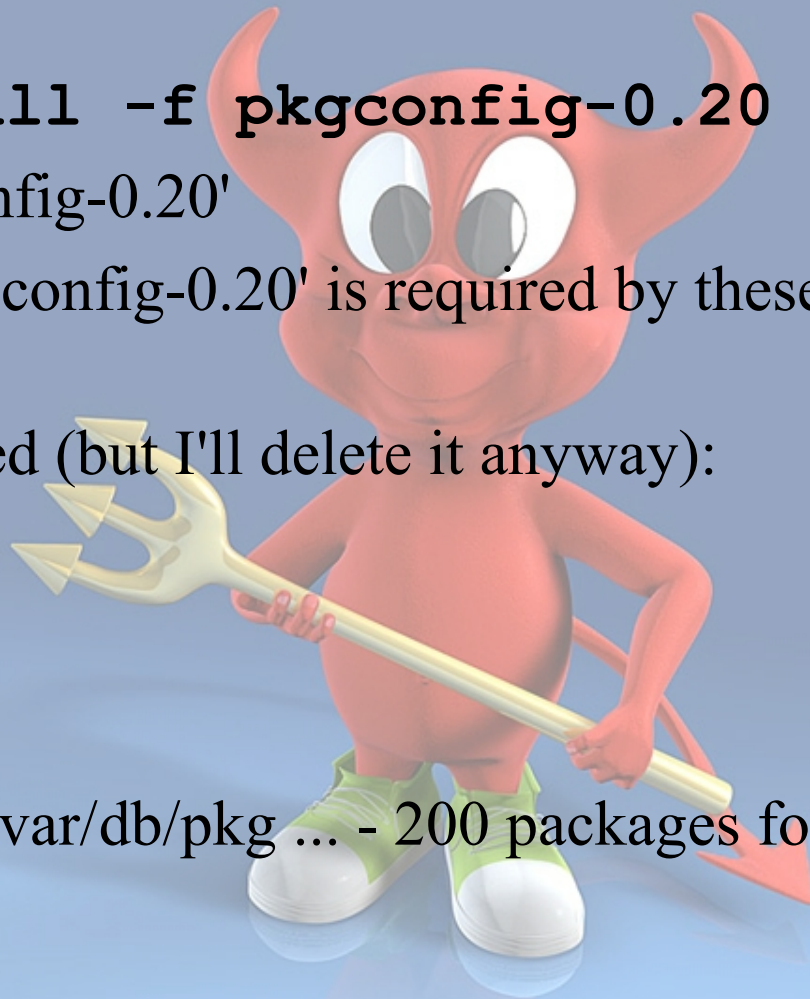 ll -f pkgconfig-0.20
nfig-0.20'
config-0.20' is required by these
ed (but I'll delete it anyway):
var/db/pkg ... - 200 packages fo